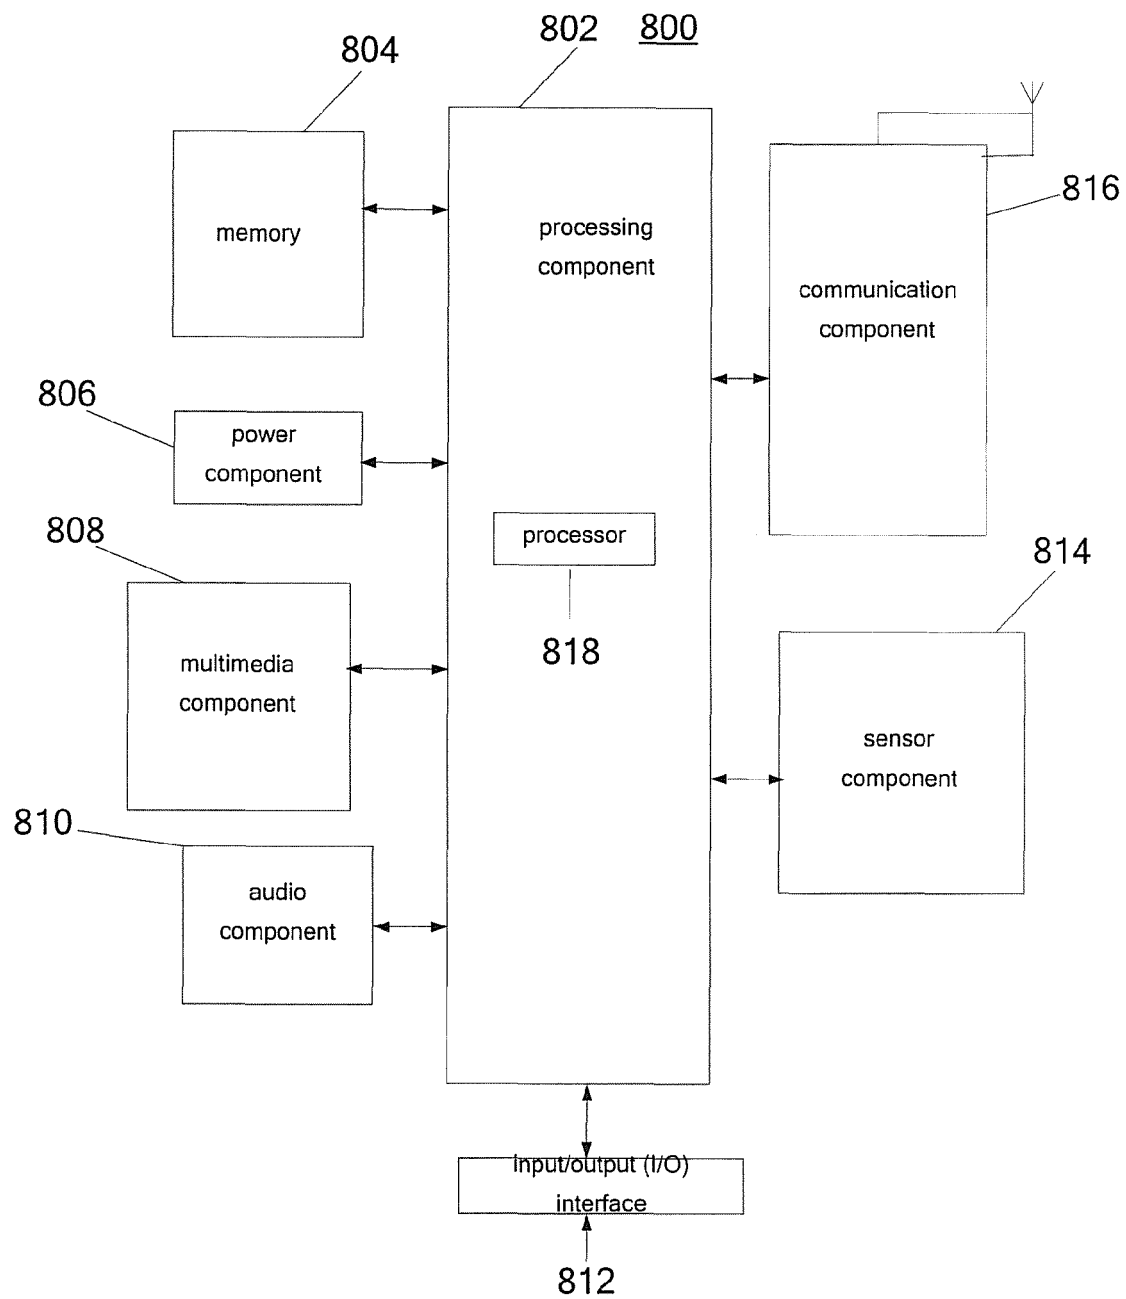 802
800
804
816
memory
processing
component
communication
component
806
power
component
808
processor
814
818
multimedia
component
sensor
component
810
audio
component
input/output (I/O)
interface
812